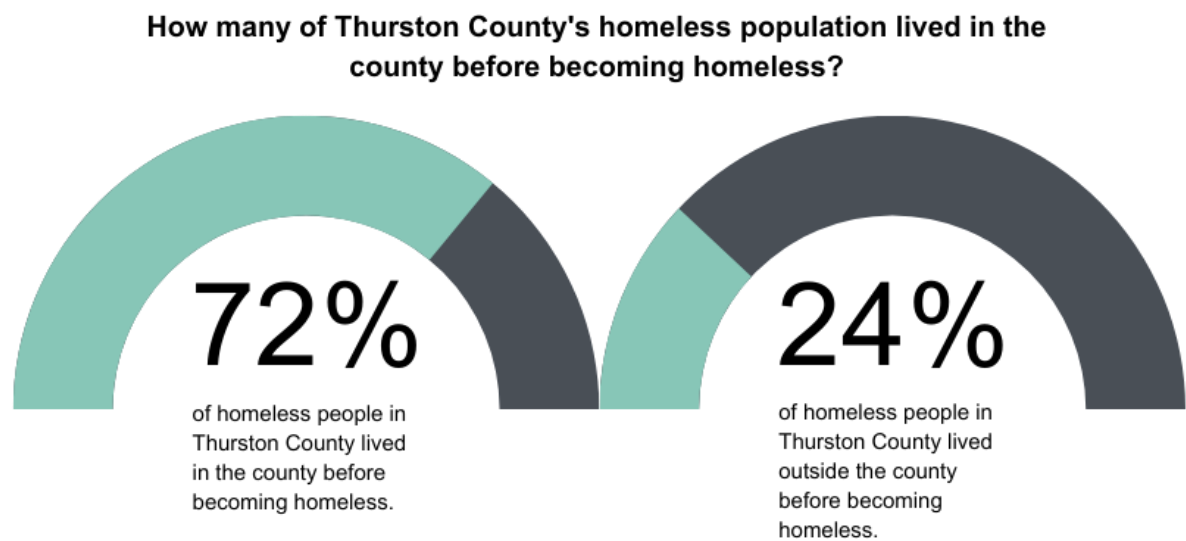 How many of Thurston County's homeless population lived in the
county before becoming homeless?
72%
of homeless people in
Thurston County lived
in the county before
becoming homeless.
24%
of homeless people in
Thurston County lived
outside the county
before becoming
homeless.